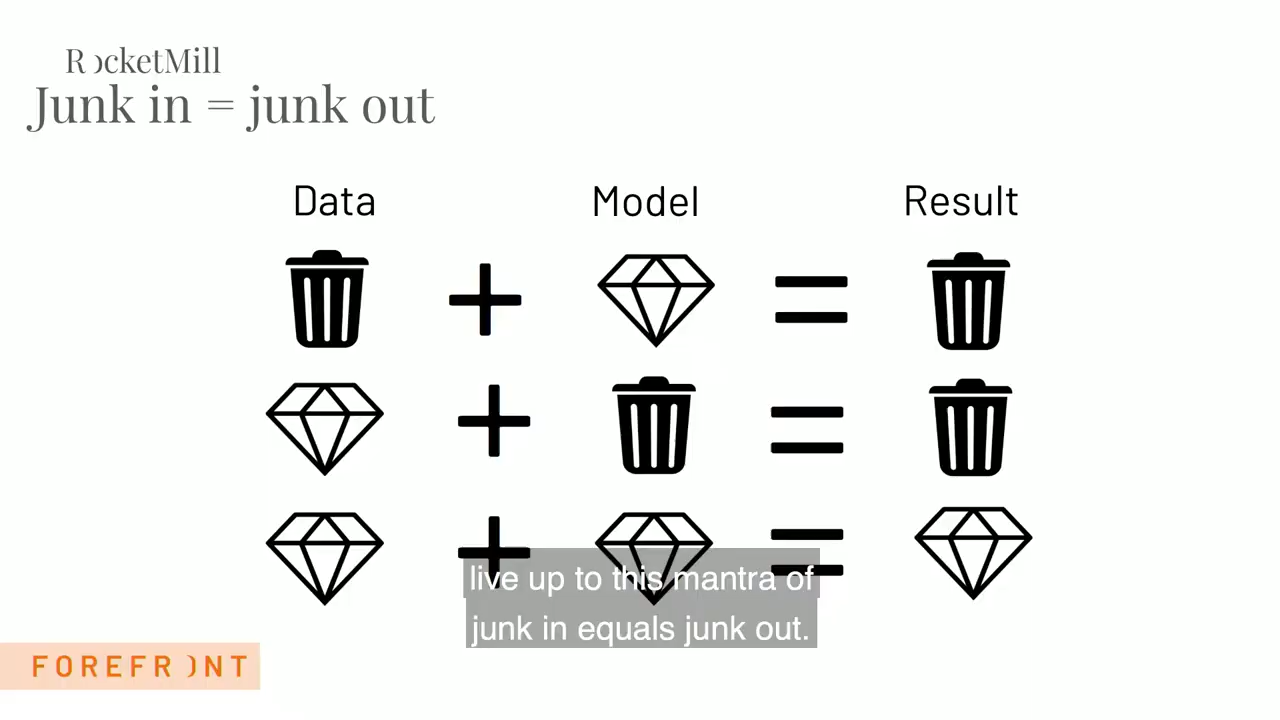 RocketMill
Junk in = junk out
Data Model Result
+ =
+ =
+ =
live up to this mantra of
junk in equals junk out.
FOREFRONT